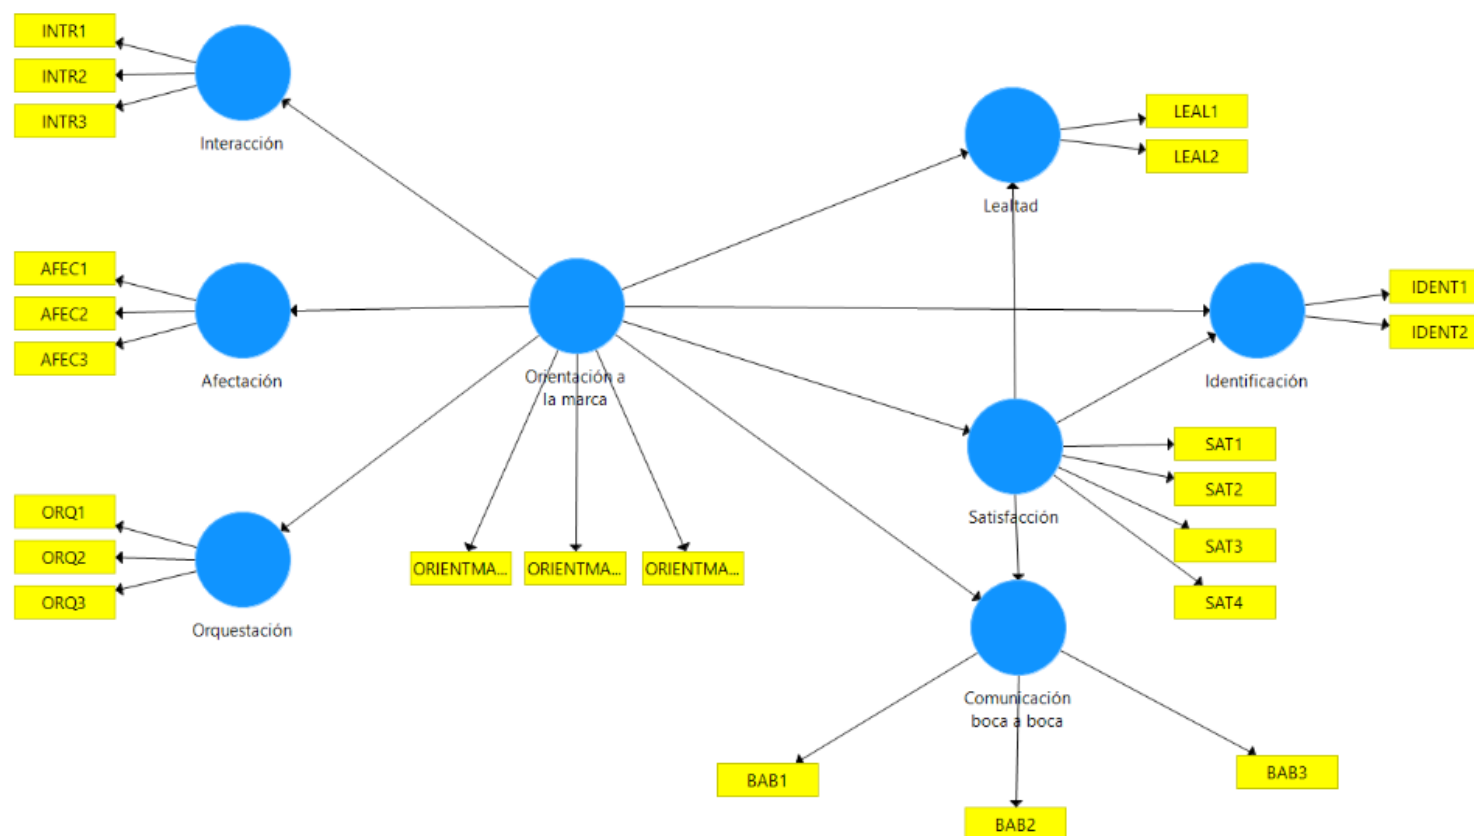 INTR1
INTR2
INTR3
Interacción
LEAL1
LEAL2
Lealtad
AFEC1
AFEC2
AFEC3
Afectación
Orientación a
la marca
IDENT1
IDENT2
Identificación
SAT1
SAT2
SAT3
SAT4
Satisfacción
ORQ1
ORQ2
ORQ3
Orquestación
ORIENTMA...
ORIENTMA...
ORIENTMA...
Comunicación
boca a boca
BAB1
BAB2
BAB3